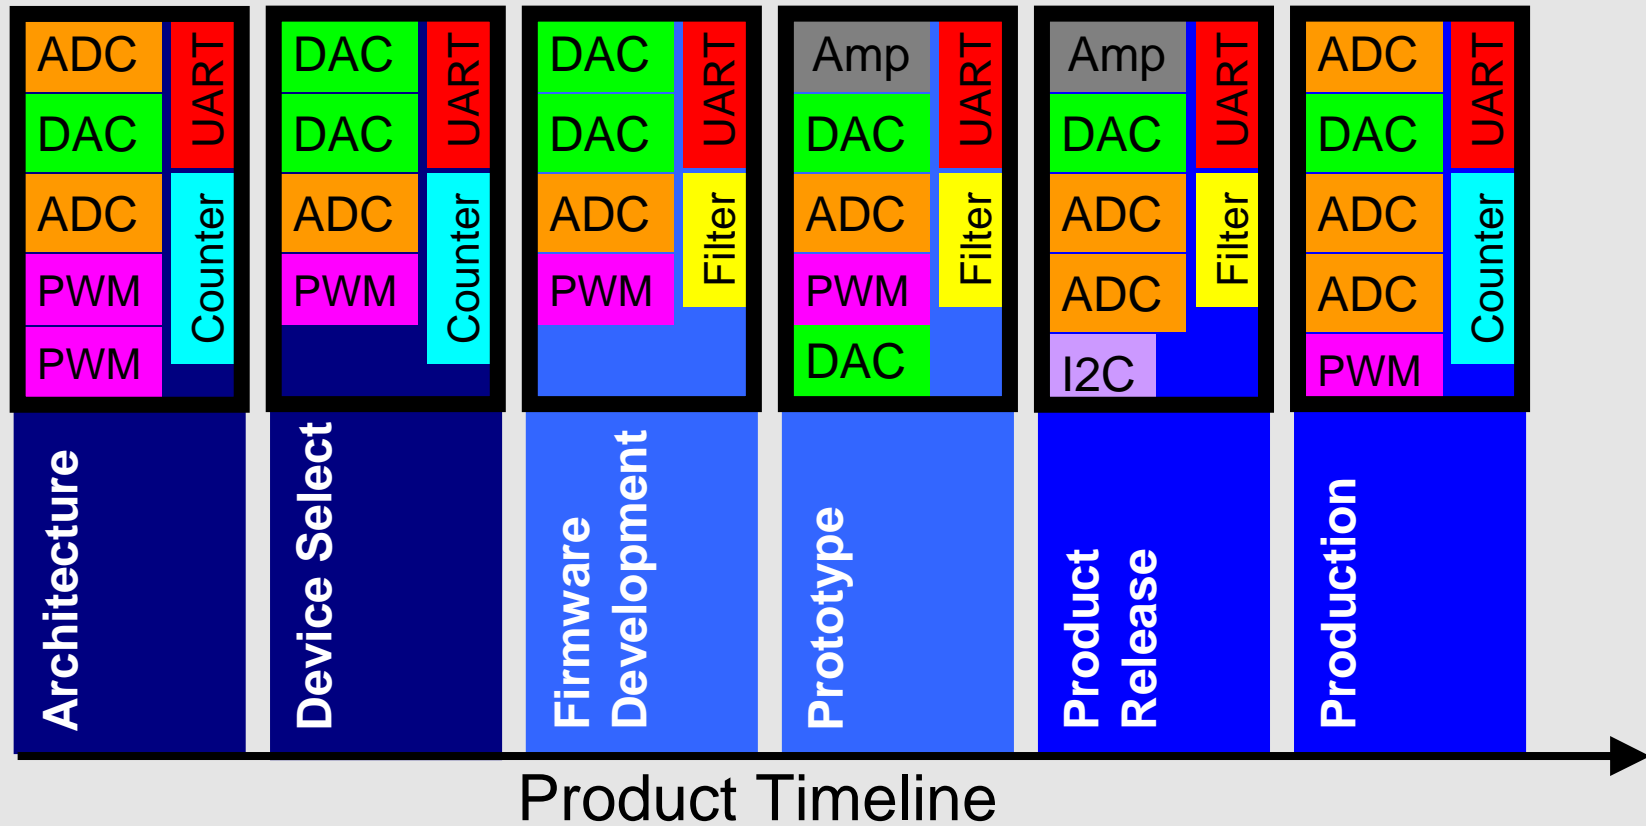 ADC
DAC
ADC
PWM
PWM
UART
Counter
Architecture
DAC
DAC
ADC
PWM
UART
Counter
Device Select
DAC
DAC
ADC
PWM
UART
Filter
Firmware
Development
Amp
DAC
ADC
PWM
DAC
UART
Filter
Prototype
Amp
DAC
ADC
ADC
I2C
UART
Filter
Product
Release
ADC
DAC
ADC
ADC
PWM
UART
Counter
Production
Product Timeline